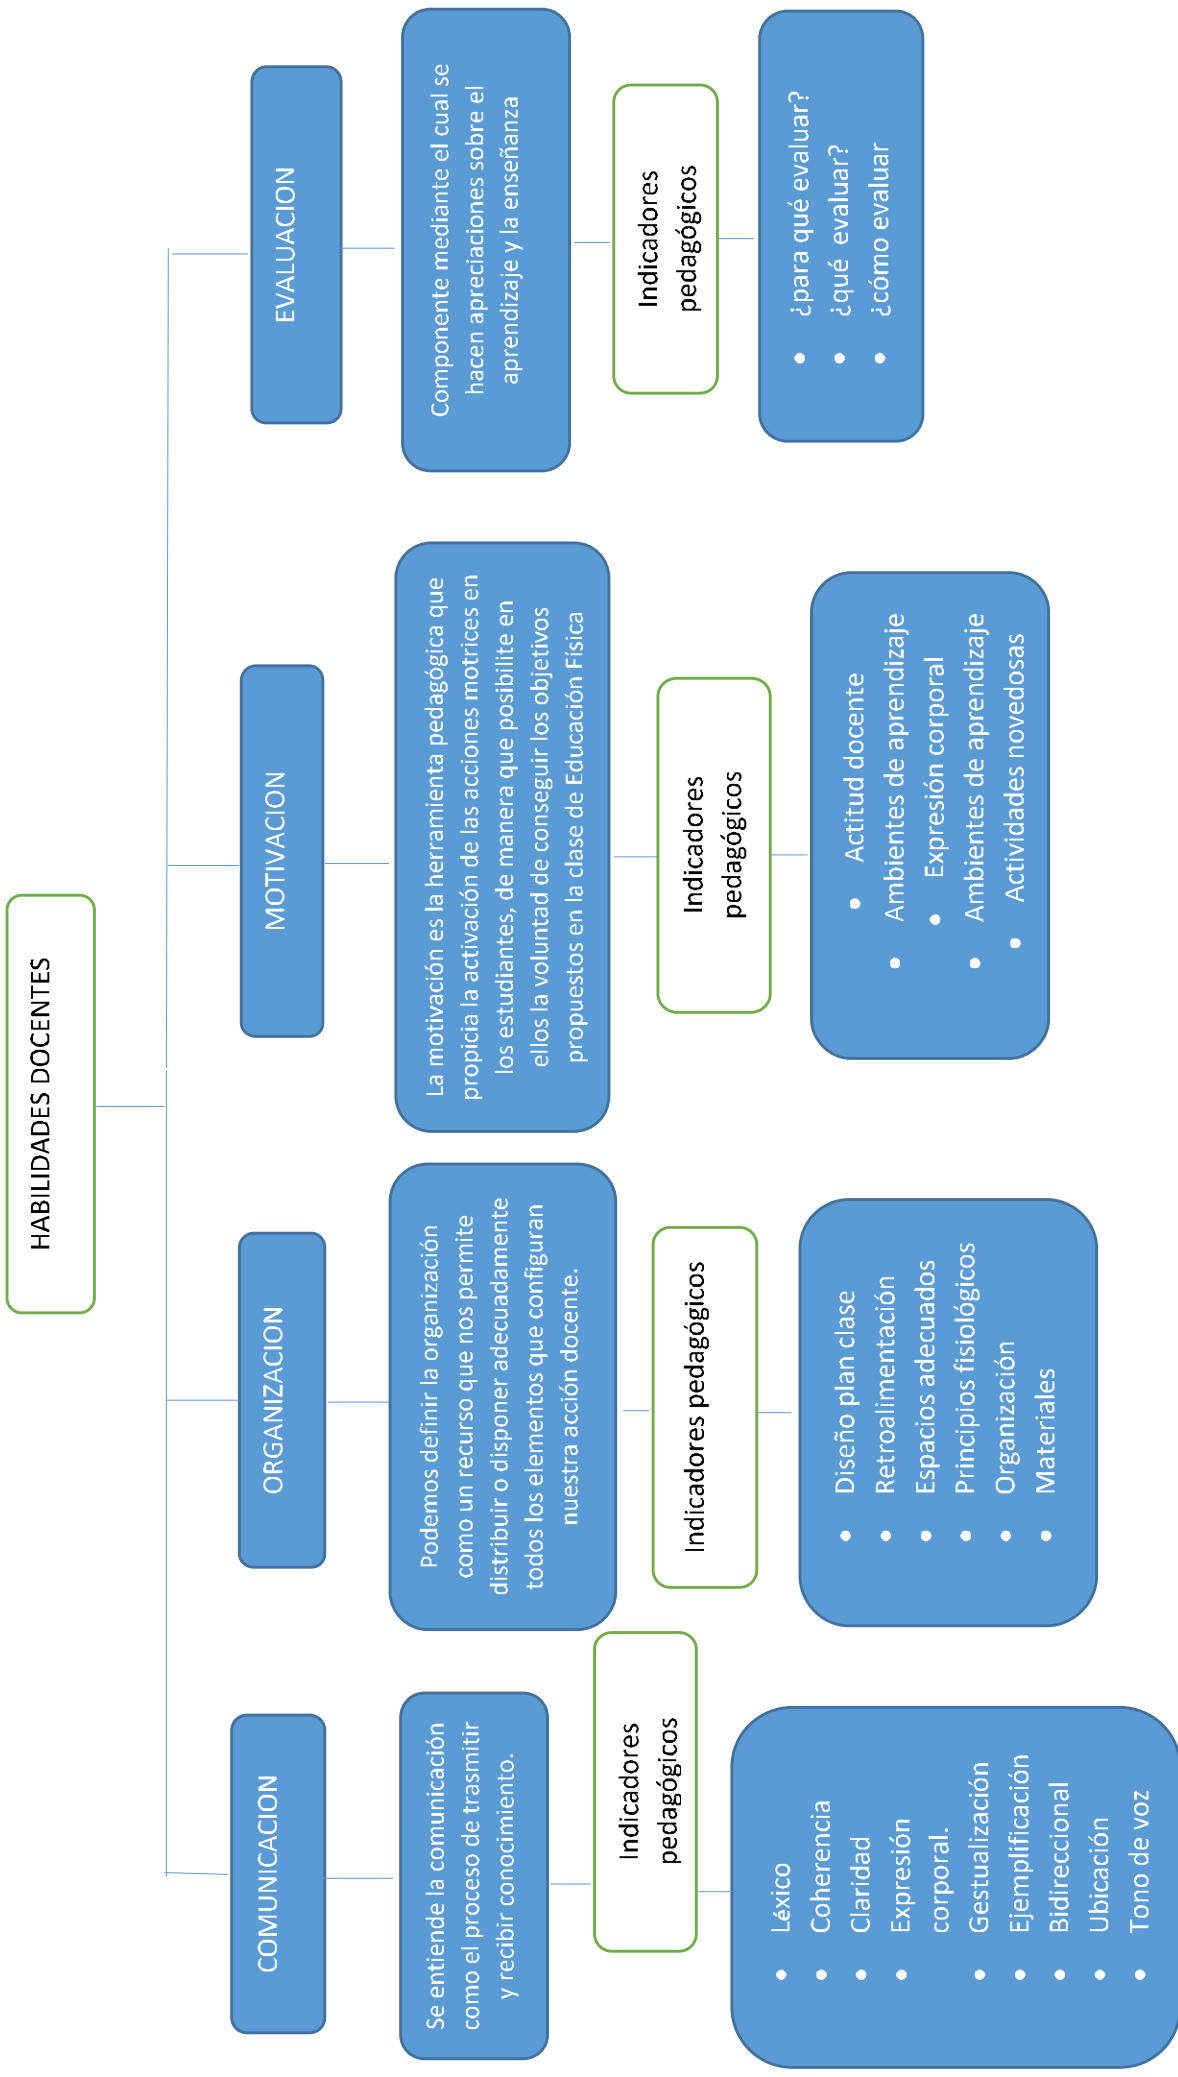 HABILIDADES DOCENTES
COMUNICACION
Se entiende la comunicación
como el proceso de trasmitir
y recibir conocimiento.
Indicadores
pedagógicos
• Léxico
• Coherencia
• Claridad
• Expresión
corporal.
• Gestualización
• Ejemplificación
• Bidireccional
• Ubicación
• Tono de voz
ORGANIZACION
Podemos definir la organización
como un recurso que nos permite
distribuir o disponer adecuadamente
todos los elementos que configuran
nuestra acción docente.
Indicadores pedagógicos
• Diseño plan clase
• Retroalimentación
• Espacios adecuados
• Principios fisiológicos
• Organización
• Materiales
MOTIVACION
La motivación es la herramienta pedagógica que
propicia la activación de las acciones motrices en
los estudiantes, de manera que posibilite en
ellos la voluntad de conseguir los objetivos
propuestos en la clase de Educación Física
Indicadores
pedagógicos
• Actitud docente
• Ambientes de aprendizaje
• Expresión corporal
• Ambientes de aprendizaje
• Actividades novedosas
EVALUACION
Componente mediante el cual se
hacen apreciaciones sobre el
aprendizaje y la enseñanza
Indicadores
pedagógicos
• ¿para qué evaluar?
• ¿qué evaluar?
• ¿cómo evaluar